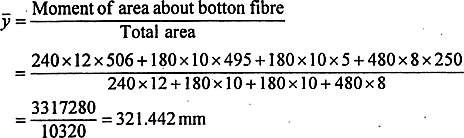 ȳ = Moment of area about botton fibre / Total area
= 240×12×506+180×10×495+180×10×5+480×8×250 / 240×12+180×10+180×10+480×8
= 3317280 / 10320 = 321.442 mm